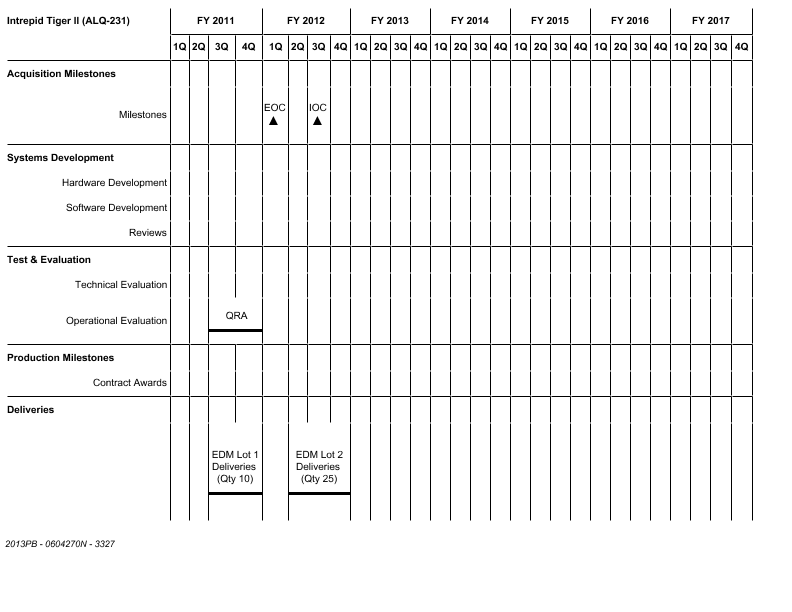 Intrepid Tiger II (ALQ-231) FY 2011 FY 2012 FY 2013 FY 2014 FY 2015 FY 2016 FY 2017
1Q 2Q 3Q 4Q 1Q 2Q 3Q 4Q 1Q 2Q 3Q 4Q 1Q 2Q 3Q 4Q 1Q 2Q 3Q 4Q 1Q 2Q 3Q 4Q 1Q 2Q 3Q 4Q
Acquisition Milestones
EOC IOC
Milestones
Systems Development
Hardware Development
Software Development
Reviews
Test & Evaluation
Technical Evaluation
QRA
Operational Evaluation
Production Milestones
Contract Awards
Deliveries
EDM Lot 1 EDM Lot 2
Deliveries Deliveries
(Qty 10) (Qty 25)
2013PB - 0604270N - 3327